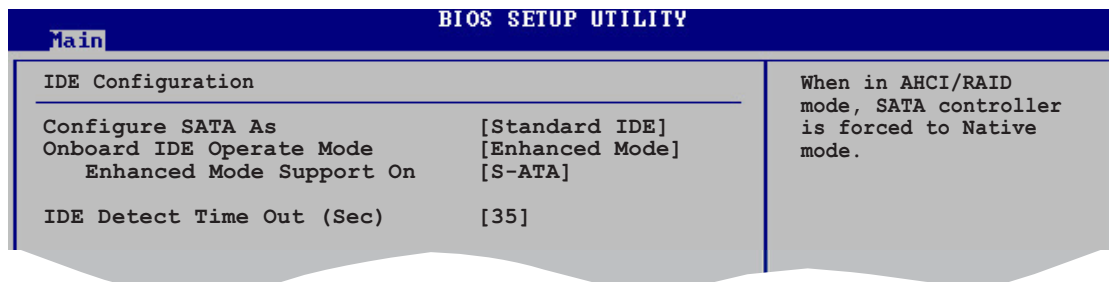 BIOS SETUP UTILITY
Main
IDE Configuration
Configure SATA As [Standard IDE]
Onboard IDE Operate Mode [Enhanced Mode]
Enhanced Mode Support On [S-ATA]
IDE Detect Time Out (Sec) [35]
When in AHCI/RAID
mode, SATA controller
is forced to Native
mode.